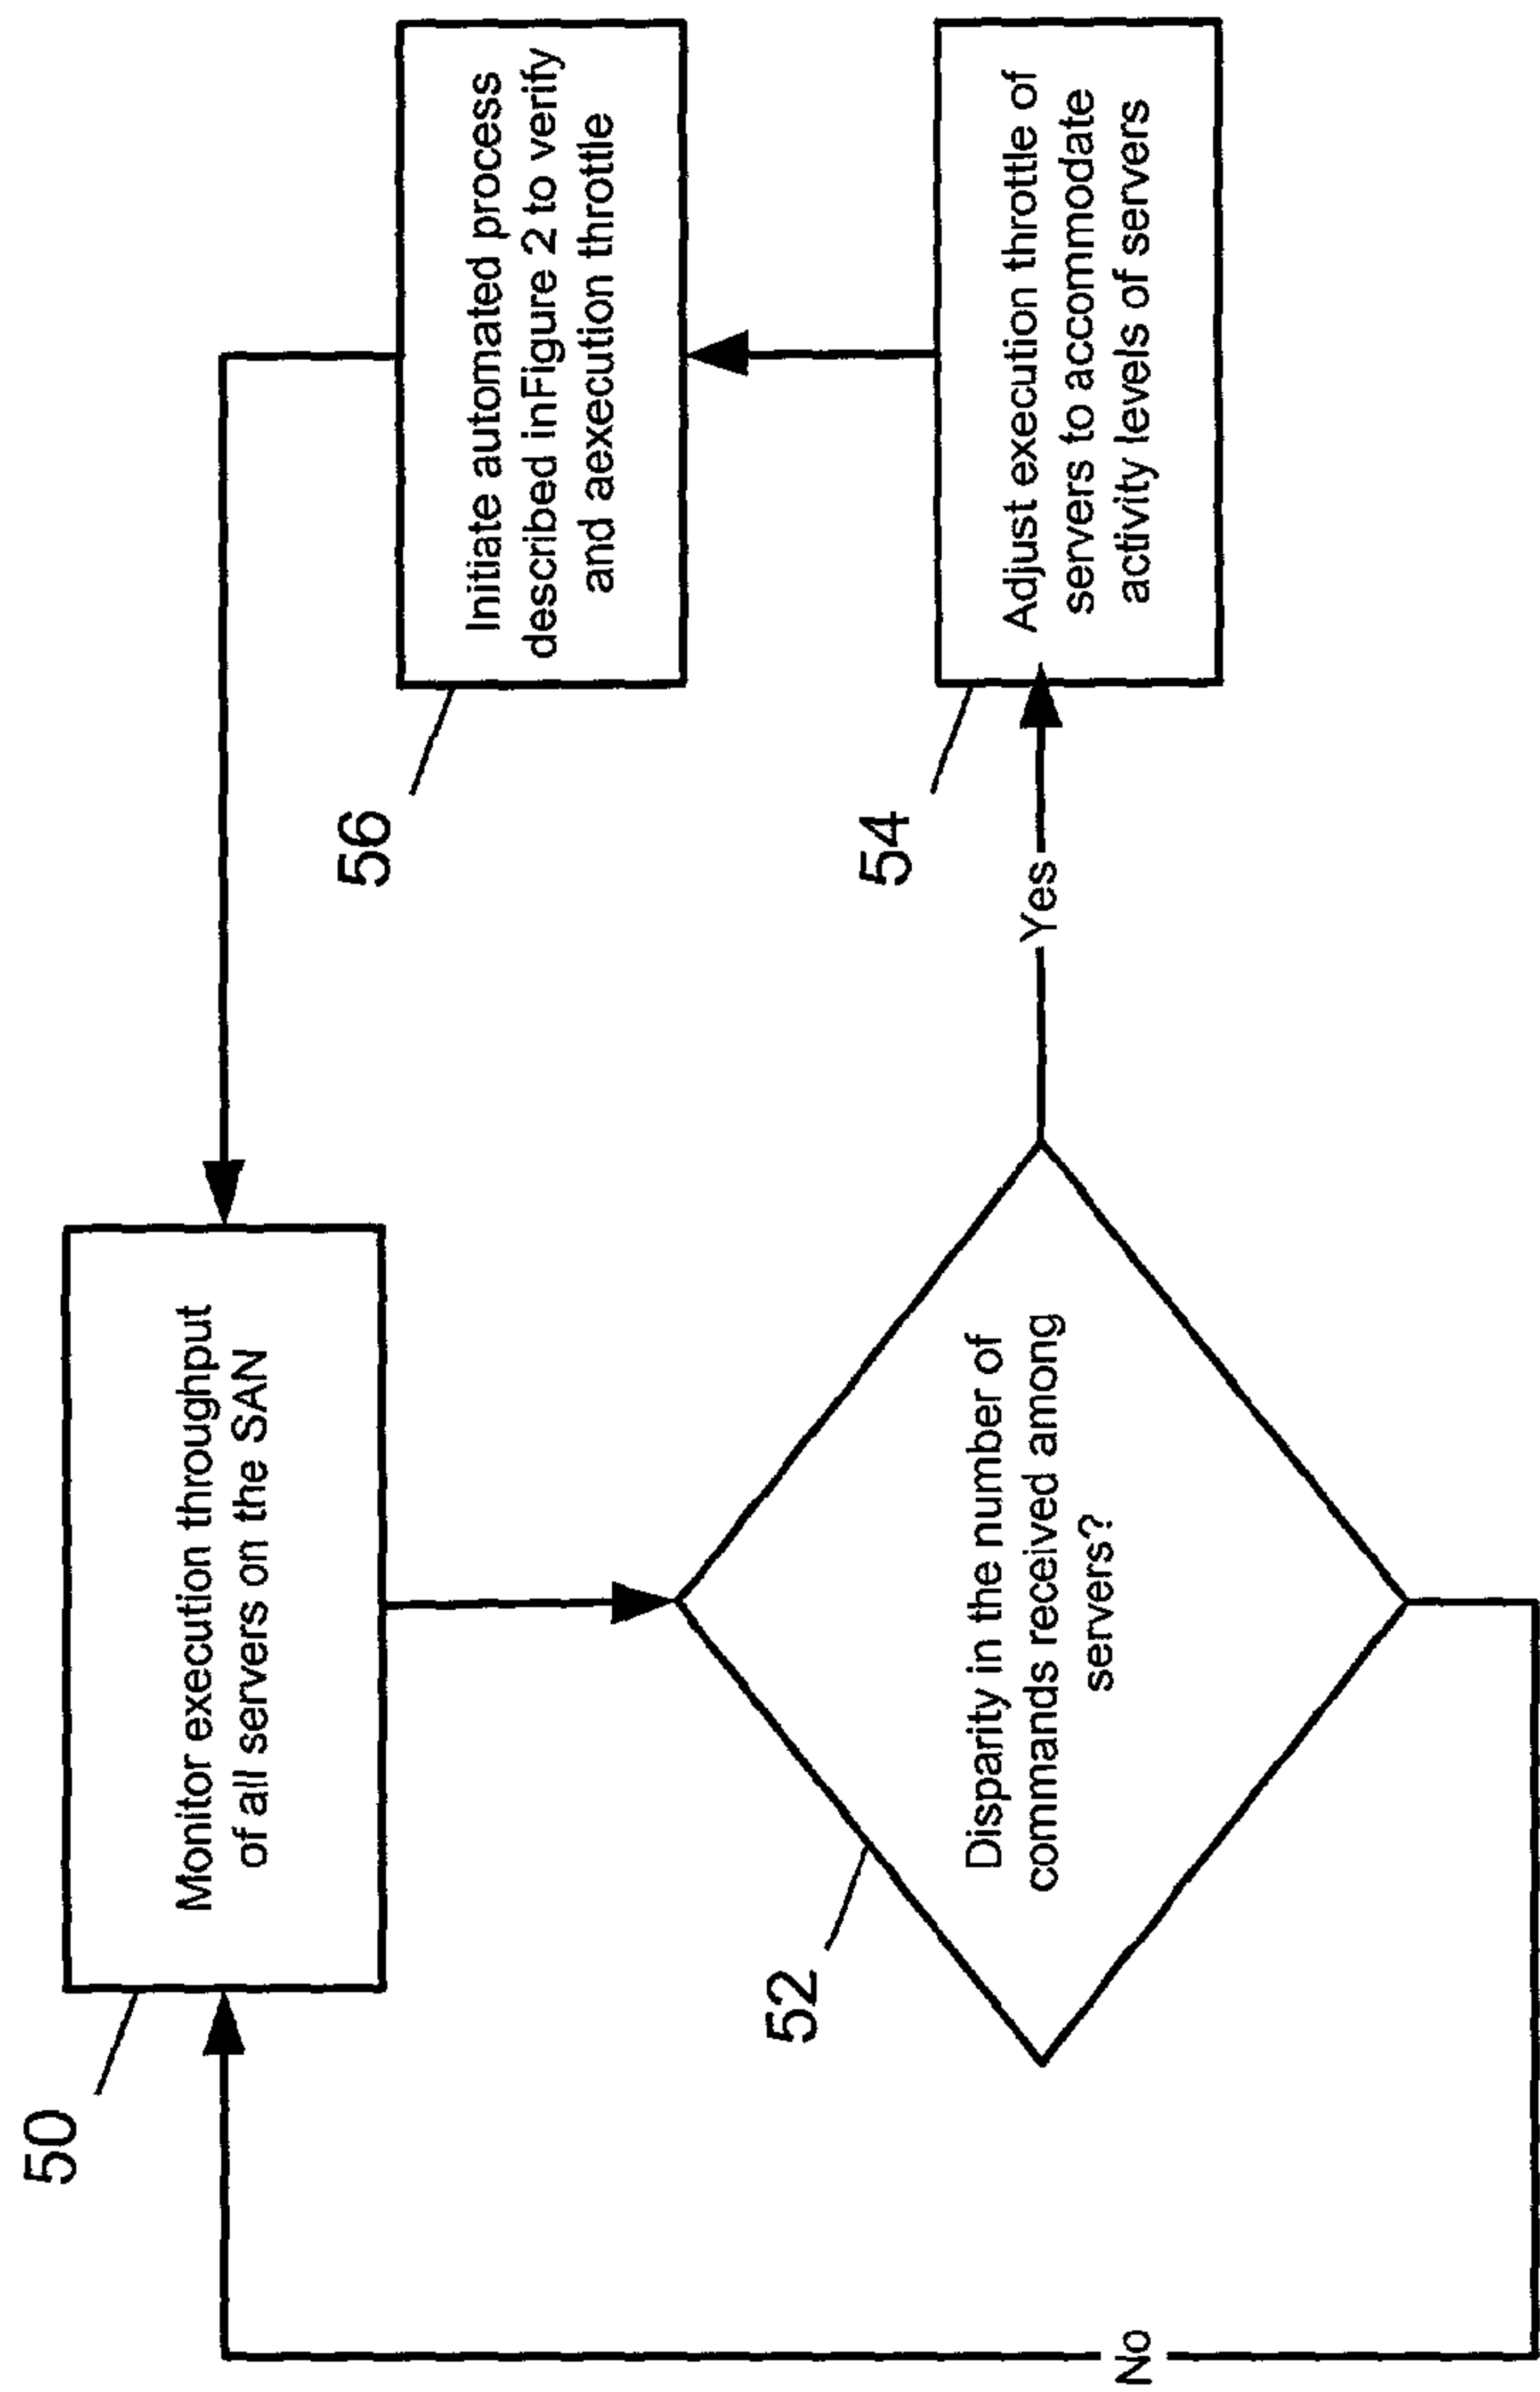 50
Monitor execution throughput
of all servers on the SAN
52
Disparity in the number of
commands received among
servers?
Yes
No
54
Adjust execution throttle of
servers to accommodate
activity levels of servers
56
Initiate automated process
described inFigure 2 to verify
and aexecution throttle